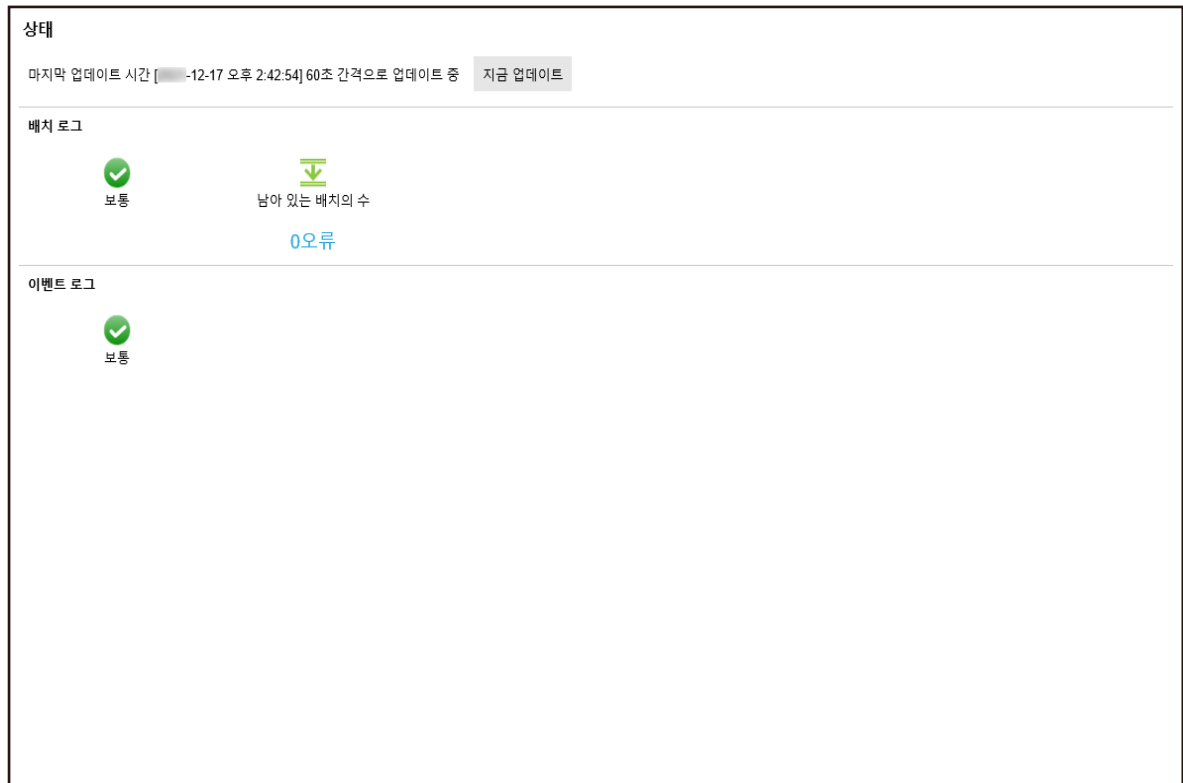 상태
마지막 업데이트 시간 [ -12-17 오후 2:42:54] 60초 간격으로 업데이트 중 지금 업데이트
배치 로그
보통 남아 있는 배치의 수
0오류
이벤트 로그
보통